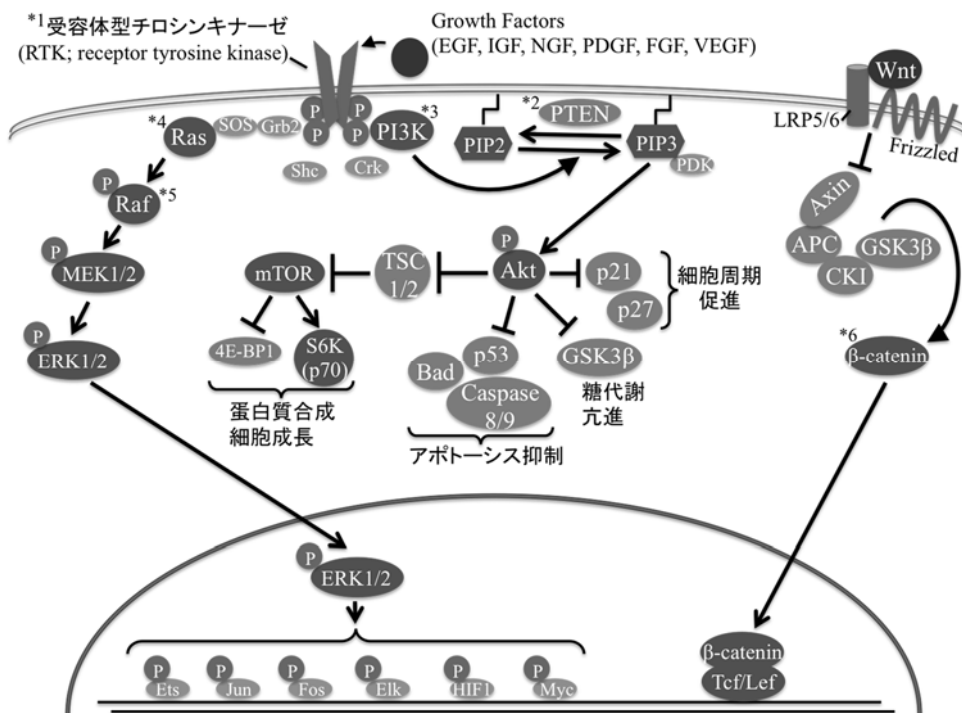 *1受容体型チロシンキナーゼ
(RTK; receptor tyrosine kinase)
Growth Factors
(EGF, IGF, NGF, PDGF, FGF, VEGF)
Wnt
LRP5/6
Frizzled
P
P
P
P
*4
Ras
SOS
Grb2
PI3K
*3
Shc
Crk
*2
PTEN
PIP2
PIP3
PDK
P
Raf
*5
P
MEK1/2
P
ERK1/2
mTOR
TSC
1/2
P
Akt
p21
p27
細胞周期
促進
4E-BP1
S6K
(p70)
蛋白質合成
細胞成長
Bad
p53
Caspase
8/9
アポトーシス抑制
GSK3β
糖代謝
亢進
Axin
APC
GSK3β
CKI
*6
β-catenin
P
ERK1/2
P
Ets
P
Jun
P
Fos
P
Elk
P
HIF1
P
Myc
β-catenin
Tcf/Lef